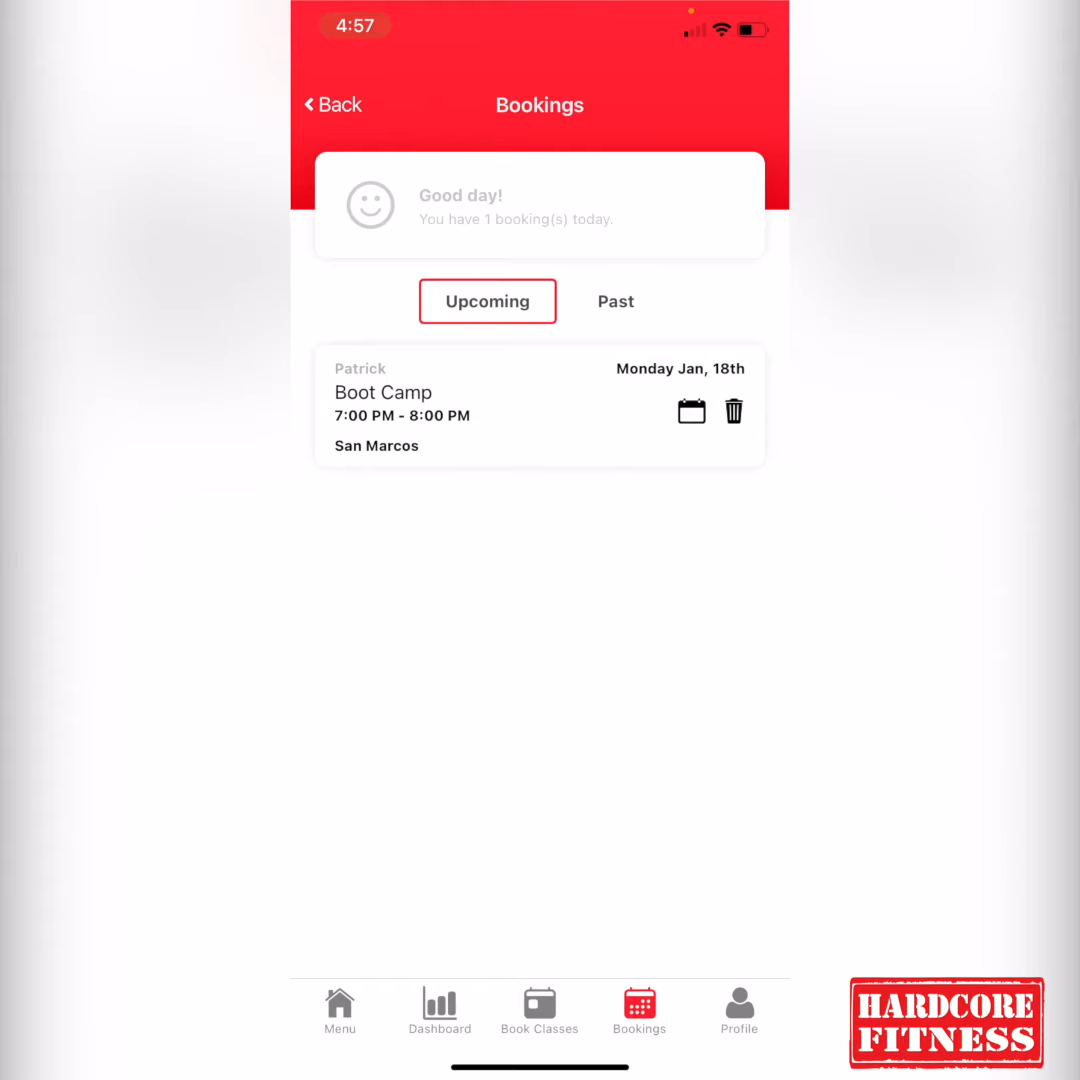 4:57
Back
Bookings
Good day!
You have 1 booking(s) today.
Upcoming Past
Patrick Monday Jan, 18th
Boot Camp
7:00 PM - 8:00 PM
San Marcos
Menu Dashboard Book Classes Bookings Profile
HARDCORE
FITNESS